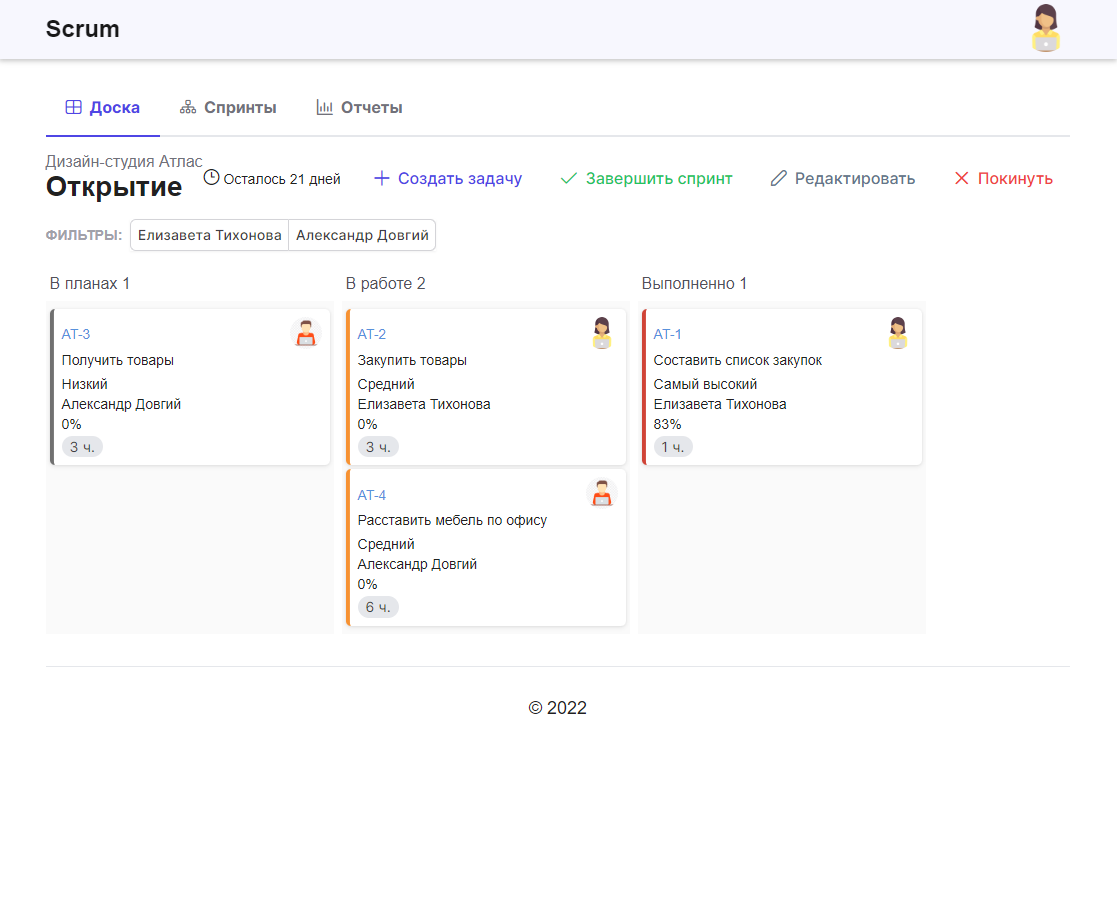 Scrum
Доска
Спринты
Отчеты
Дизайн-студия Атлас
Открытие
Осталось 21 дней
Создать задачу
Завершить спринт
Редактировать
Покинуть
ФИЛЬТРЫ:
Елизавета Тихонова
Александр Довгий
В планах 1
AT-3
Получить товары
Низкий
Александр Довгий
0%
3 ч.
В работе 2
AT-2
Закупить товары
Средний
Елизавета Тихонова
0%
3 ч.
AT-4
Расставить мебель по офису
Средний
Александр Довгий
0%
6 ч.
Выполненно 1
AT-1
Составить список закупок
Самый высокий
Елизавета Тихонова
83%
1 ч.
© 2022